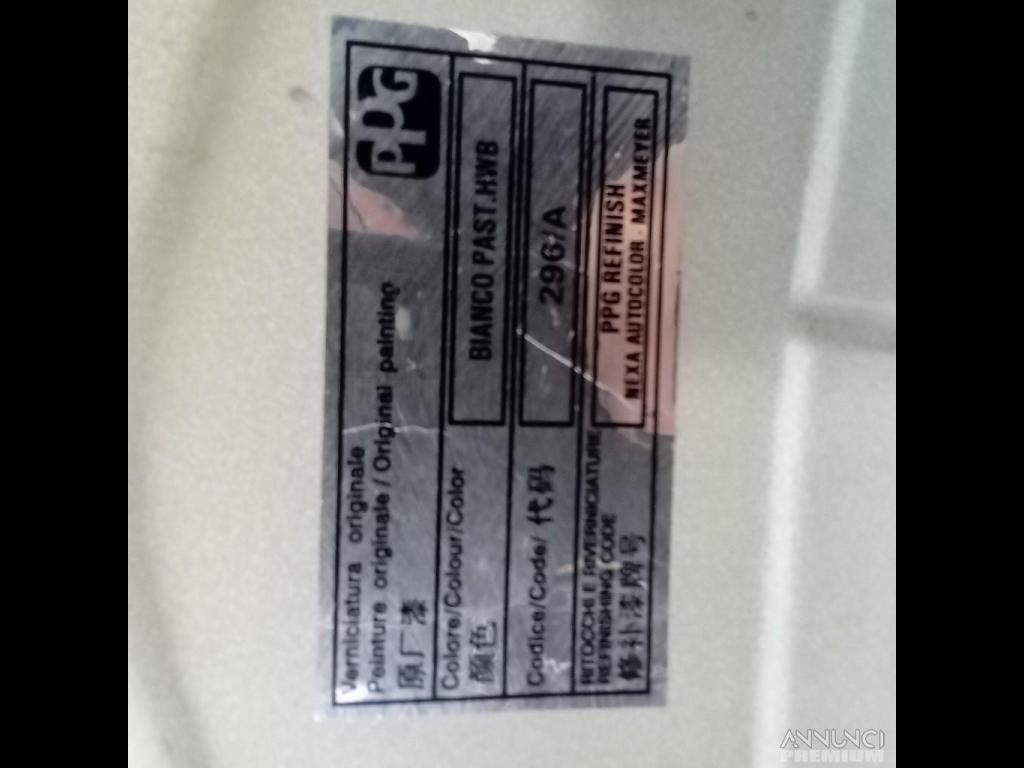 PPG
Verniciatura originale
Peinture originale / Original painting
原厂漆
Colore/Colour/Color
颜色
BIANCO PAST.HWB
Codice/Code/ 代码
296/A
RITOCCHI E RIVERNICIATURE
REFINISHING CODE
修补漆牌号
PPG REFINISH
NEXA AUTOCOLOR - MAXMEYER
ANNUNCI
PREMIUM